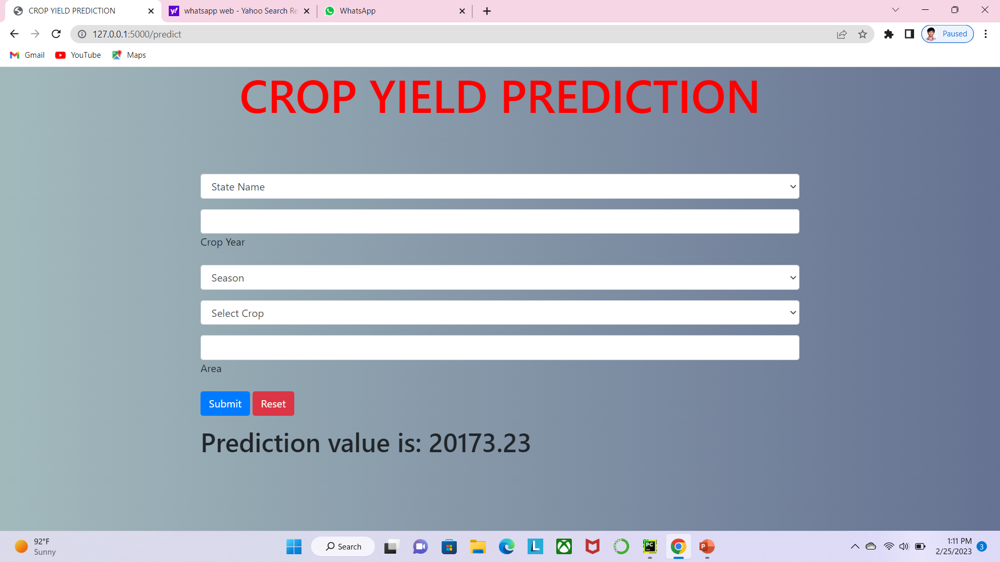 CROP YIELD PREDICTION
whatsapp web - Yahoo Search Re
WhatsApp
127.0.0.1:5000/predict
Paused
Gmail
YouTube
Maps
CROP YIELD PREDICTION
State Name
Crop Year
Season
Select Crop
Area
Submit Reset
Prediction value is: 20173.23
92°F
Sunny
Search
L
PC
P
1:11 PM
2/25/2023
3